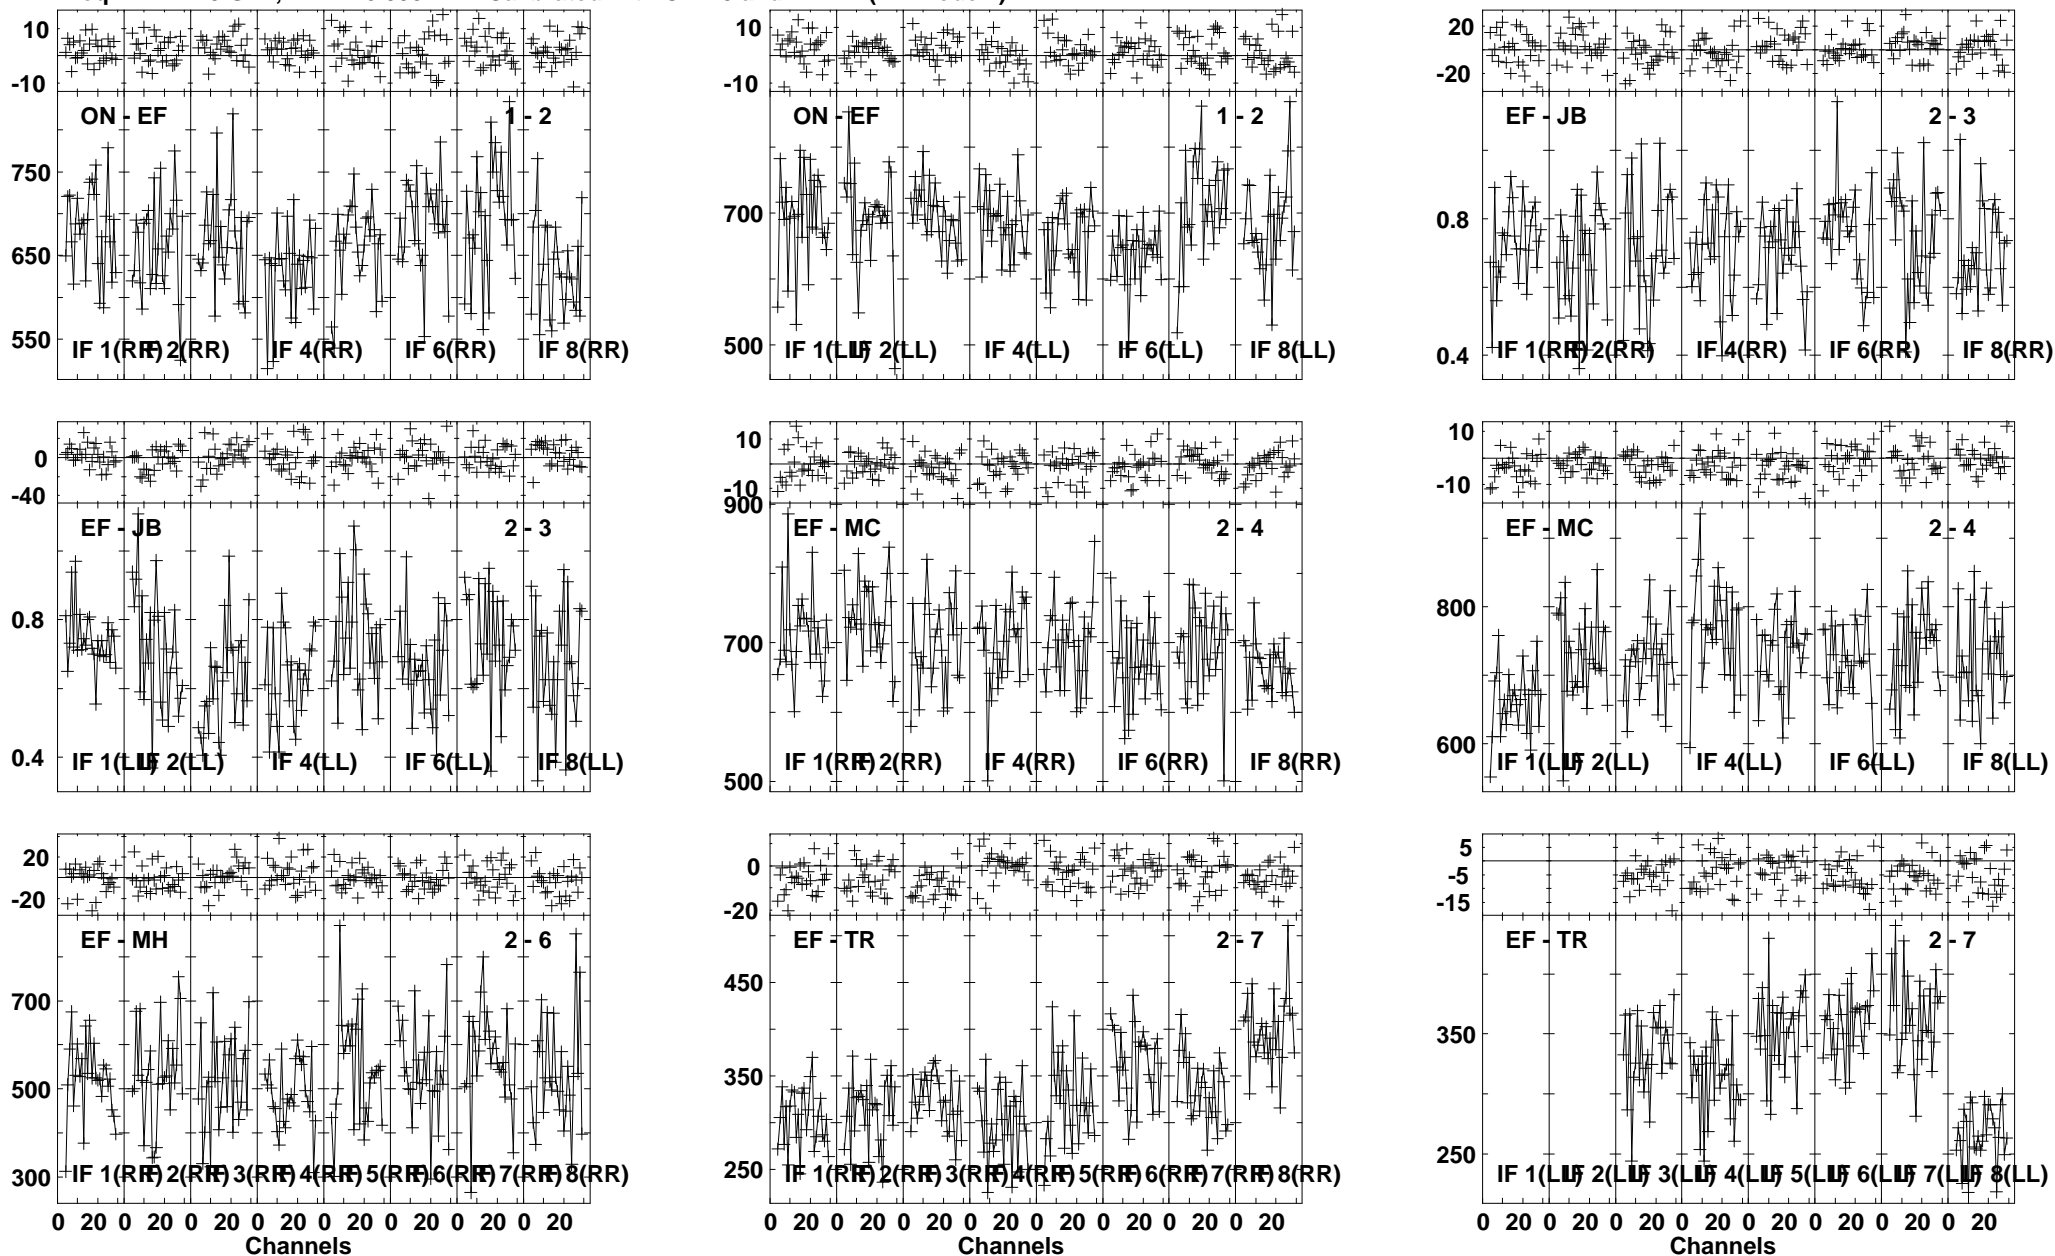 10
-10
ON - EF 1 - 2
750
650
550
IF 1(RR) IF 2(RR) IF 4(RR) IF 6(RR) IF 8(RR)
10
-10
ON - EF 1 - 2
700
500
IF 1(LL) IF 2(LL) IF 4(LL) IF 6(LL) IF 8(LL)
20
-20
EF - JB 2 - 3
0.8
0.4
IF 1(RR) IF 2(RR) IF 4(RR) IF 6(RR) IF 8(RR)
0
-40
EF - JB 2 - 3
0.8
0.4
IF 1(LL) IF 2(LL) IF 4(LL) IF 6(LL) IF 8(LL)
10
-10
900
EF - MC 2 - 4
700
500
IF 1(RR) IF 2(RR) IF 4(RR) IF 6(RR) IF 8(RR)
10
-10
EF - MC 2 - 4
800
600
IF 1(LL) IF 2(LL) IF 4(LL) IF 6(LL) IF 8(LL)
20
-20
EF - MH 2 - 6
700
500
300
IF 1(RR) IF 2(RR) IF 3(RR) IF 4(RR) IF 5(RR) IF 6(RR) IF 7(RR) IF 8(RR)
0 20 0 20 0 20 0 20 0 20 0 20 0 20 0 20
Channels
0
-20
EF - TR 2 - 7
450
350
250
IF 1(RR) IF 2(RR) IF 3(RR) IF 4(RR) IF 5(RR) IF 6(RR) IF 7(RR) IF 8(RR)
0 20 0 20 0 20 0 20 0 20 0 20 0 20 0 20
Channels
5
-5
-15
EF - TR 2 - 7
350
250
IF 1(LL) IF 2(LL) IF 3(LL) IF 4(LL) IF 5(LL) IF 6(LL) IF 7(LL) IF 8(LL)
0 20 0 20 0 20 0 20 0 20 0 20 0 20 0 20
Channels